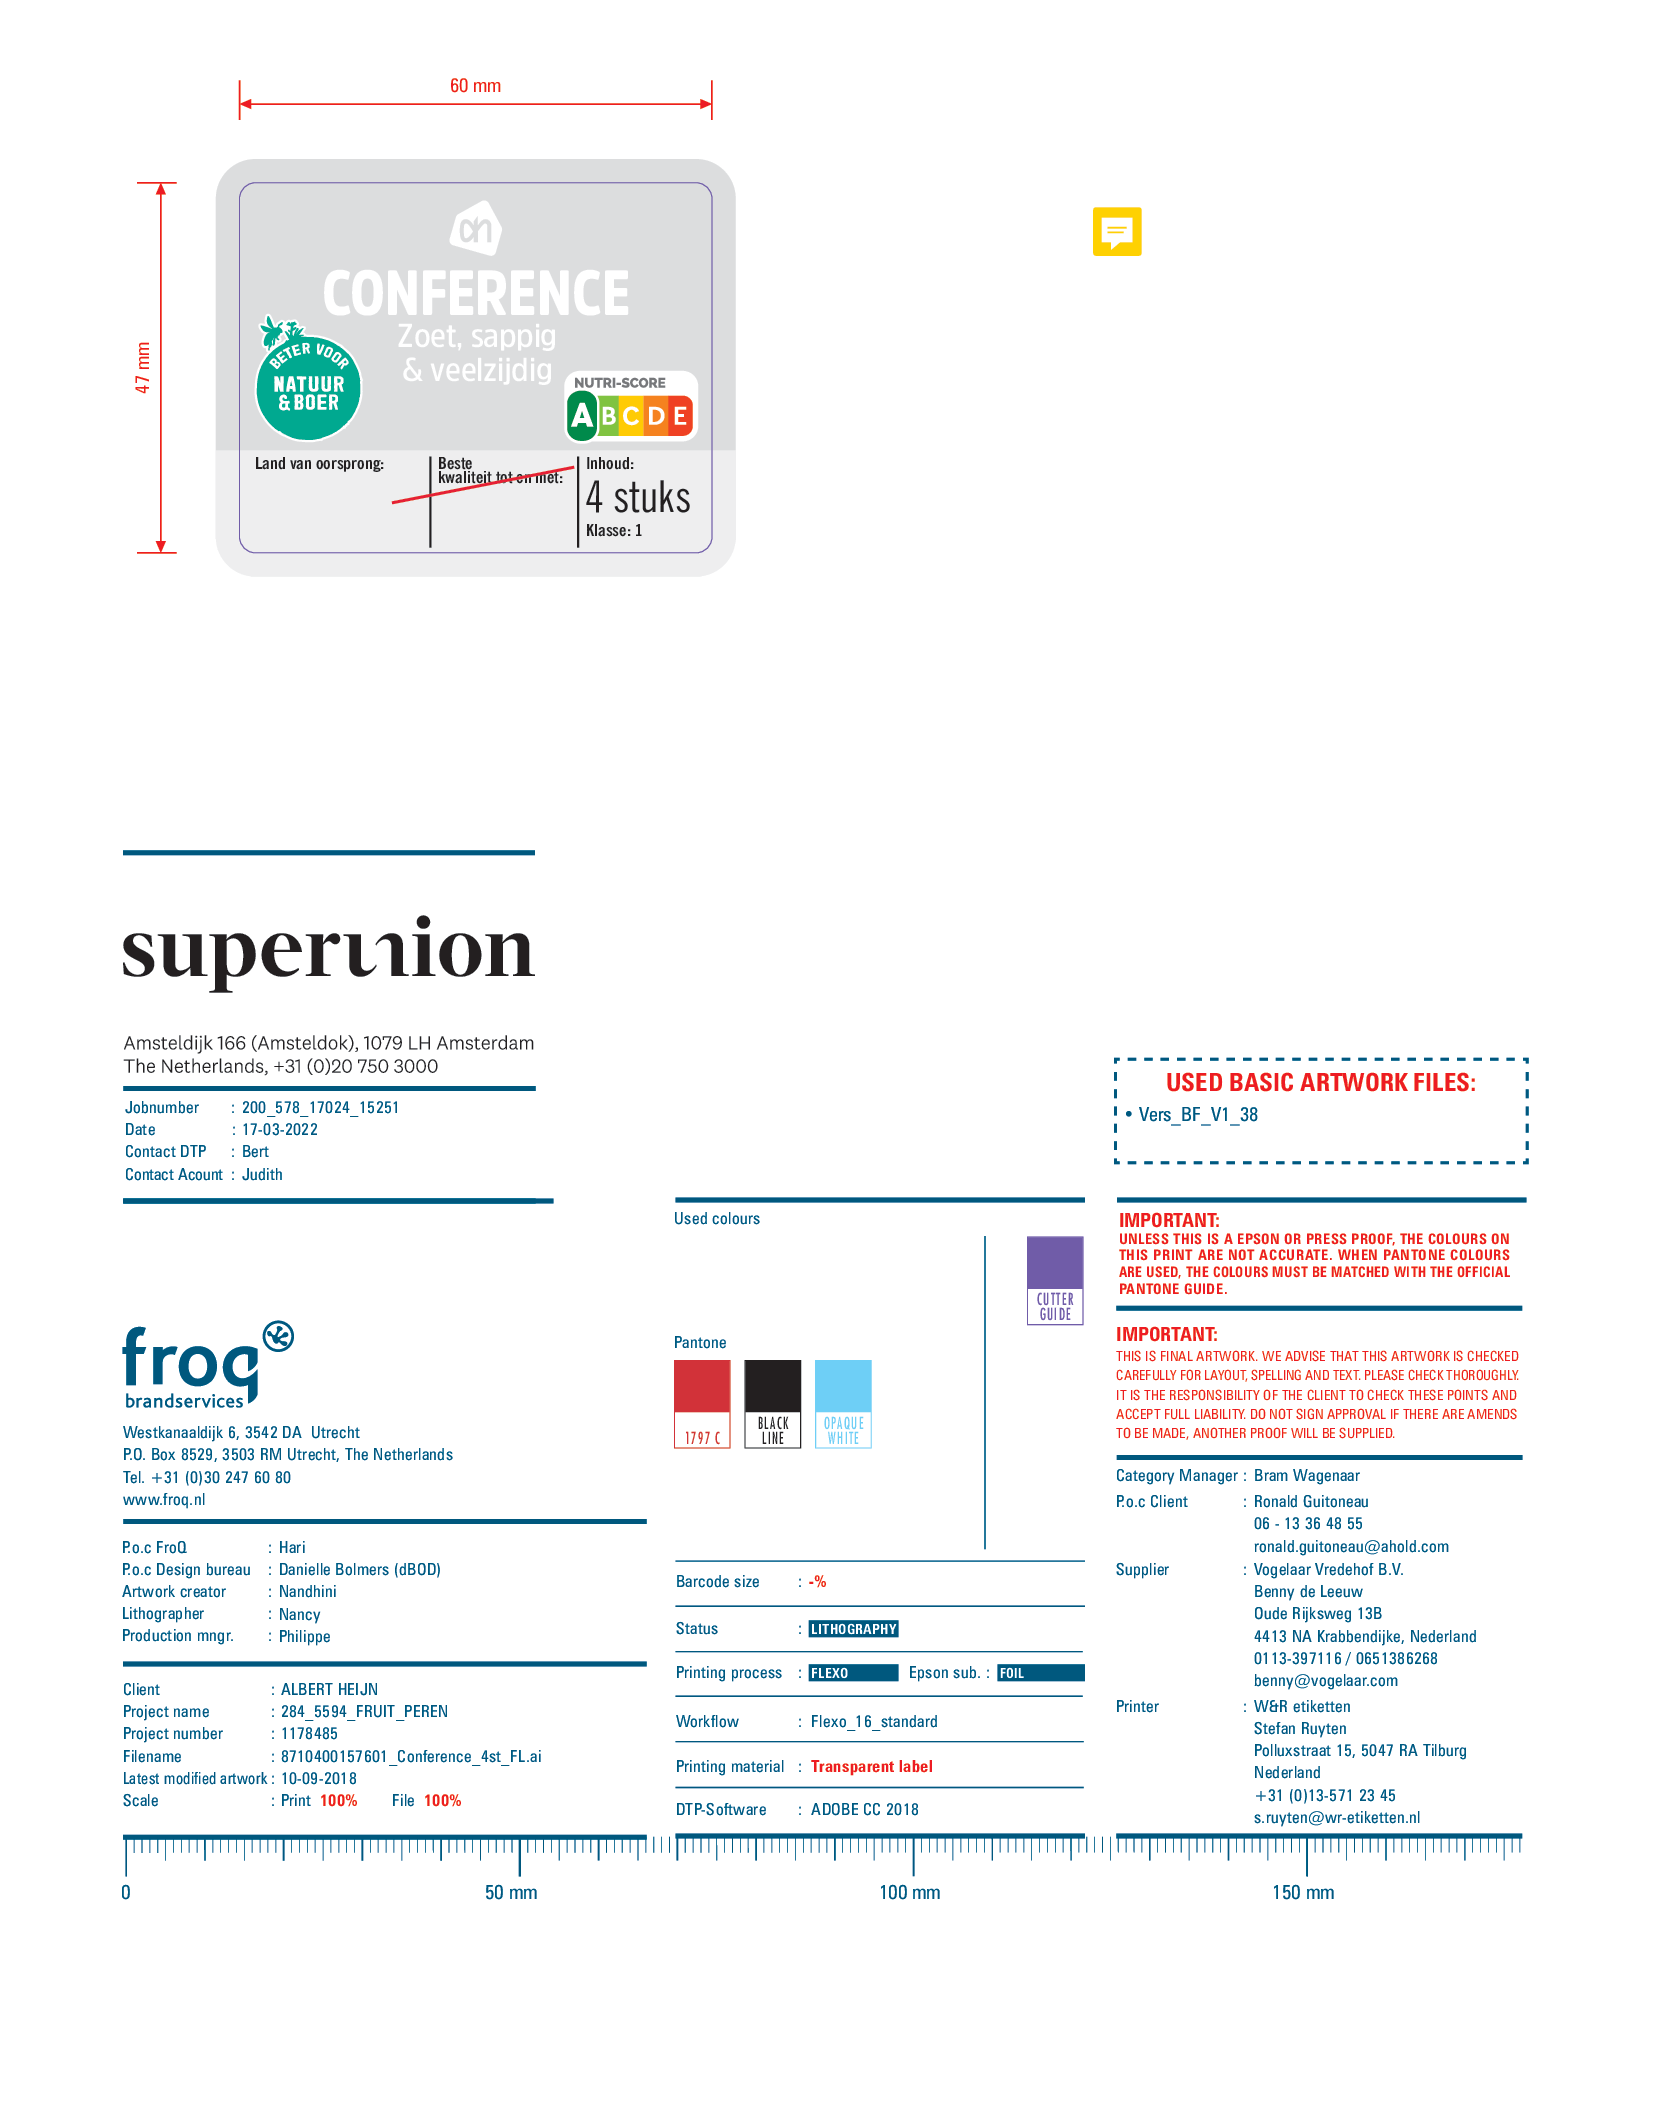 60 mm
47 mm
ah
CONFERENCE
Zoet, sappig
& veelzijdig
BETER VOOR
NATUUR
& BOER
NUTRI-SCORE
A B C D E
Land van oorsprong:
Beste
kwaliteit tot en met:
Inhoud:
4 stuks
Klasse: 1
superunion
Amsteldijk 166 (Amsteldok), 1079 LH Amsterdam
The Netherlands, +31 (0)20 750 3000
Jobnumber : 200_578_17024_15251
Date : 17-03-2022
Contact DTP : Bert
Contact Acount : Judith
froq
brandservices
Westkanaaldijk 6, 3542 DA Utrecht
P.O. Box 8529, 3503 RM Utrecht, The Netherlands
Tel. +31 (0)30 247 60 80
www.froq.nl
P.o.c FroQ : Hari
P.o.c Design bureau : Danielle Bolmers (dBOD)
Artwork creator : Nandhini
Lithographer : Nancy
Production mngr. : Philippe
Client : ALBERT HEIJN
Project name : 284_5594_FRUIT_PEREN
Project number : 1178485
Filename : 8710400157601_Conference_4st_FL.ai
Latest modified artwork : 10-09-2018
Scale : Print 100% File 100%
Used colours
CUTTER
GUIDE
Pantone
1797 C
BLACK
LINE
OPAQUE
WHITE
Barcode size : -%
Status : LITHOGRAPHY
Printing process : FLEXO Epson sub. : FOIL
Workflow : Flexo_16_standard
Printing material : Transparent label
DTP-Software : ADOBE CC 2018
USED BASIC ARTWORK FILES:
• Vers_BF_V1_38
IMPORTANT:
UNLESS THIS IS A EPSON OR PRESS PROOF, THE COLOURS ON
THIS PRINT ARE NOT ACCURATE. WHEN PANTONE COLOURS
ARE USED, THE COLOURS MUST BE MATCHED WITH THE OFFICIAL
PANTONE GUIDE.
IMPORTANT:
THIS IS FINAL ARTWORK. WE ADVISE THAT THIS ARTWORK IS CHECKED
CAREFULLY FOR LAYOUT, SPELLING AND TEXT. PLEASE CHECK THOROUGHLY.
IT IS THE RESPONSIBILITY OF THE CLIENT TO CHECK THESE POINTS AND
ACCEPT FULL LIABILITY. DO NOT SIGN APPROVAL IF THERE ARE AMENDS
TO BE MADE, ANOTHER PROOF WILL BE SUPPLIED.
Category Manager : Bram Wagenaar
P.o.c Client : Ronald Guitoneau
06 - 13 36 48 55
ronald.guitoneau@ahold.com
Supplier : Vogelaar Vredehof B.V.
Benny de Leeuw
Oude Rijksweg 13B
4413 NA Krabbendijke, Nederland
0113-397116 / 0651386268
benny@vogelaar.com
Printer : W&R etiketten
Stefan Ruyten
Polluxstraat 15, 5047 RA Tilburg
Nederland
+31 (0)13-571 23 45
s.ruyten@wr-etiketten.nl
0 50 mm 100 mm 150 mm